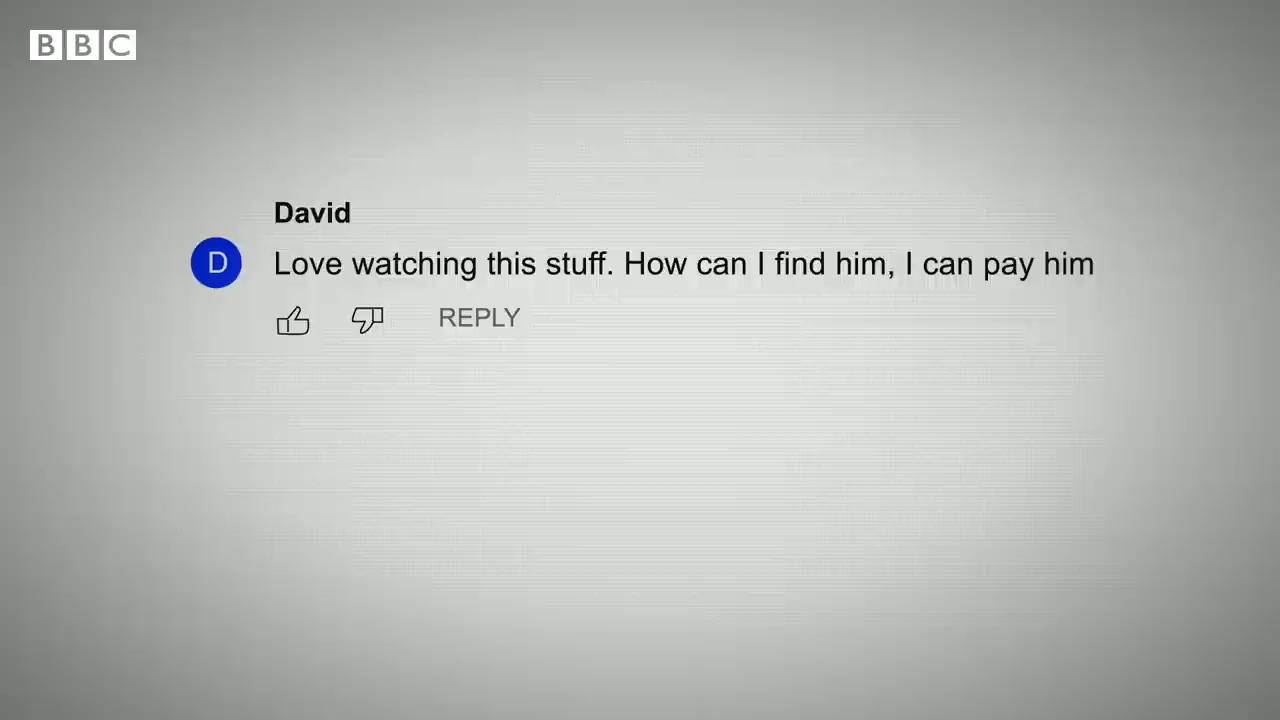 BBC
David
D
Love watching this stuff. How can I find him, I can pay him
REPLY